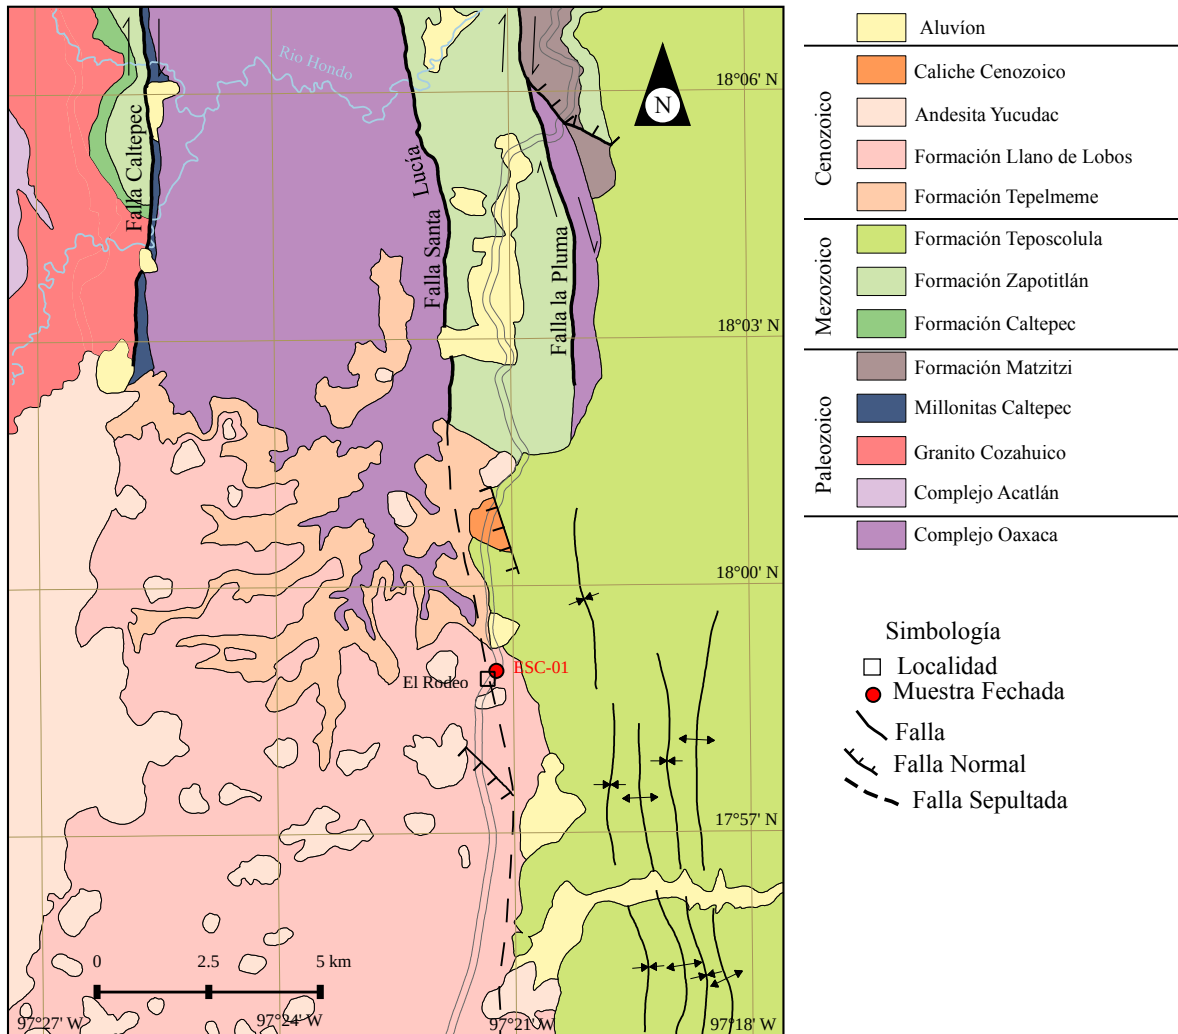 Rio Hondo
18°06' N
N
Falla Caltepec
Falla Santa Lucía
Falla la Pluma
18°03' N
18°00' N
ESC-01
El Rodeo
17°57' N
0 2.5 5 km
97°27' W 97°24' W 97°21' W 97°18' W
Aluvíon
Cenozoico
Caliche Cenozoico
Andesita Yucudac
Formación Llano de Lobos
Formación Tepelmeme
Mezozoico
Formación Teposcolula
Formación Zapotitlán
Formación Caltepec
Paleozoico
Formación Matzitzi
Millonitas Caltepec
Granito Cozahuico
Complejo Acatlán
Complejo Oaxaca
Simbología
Localidad
Muestra Fechada
Falla
Falla Normal
Falla Sepultada